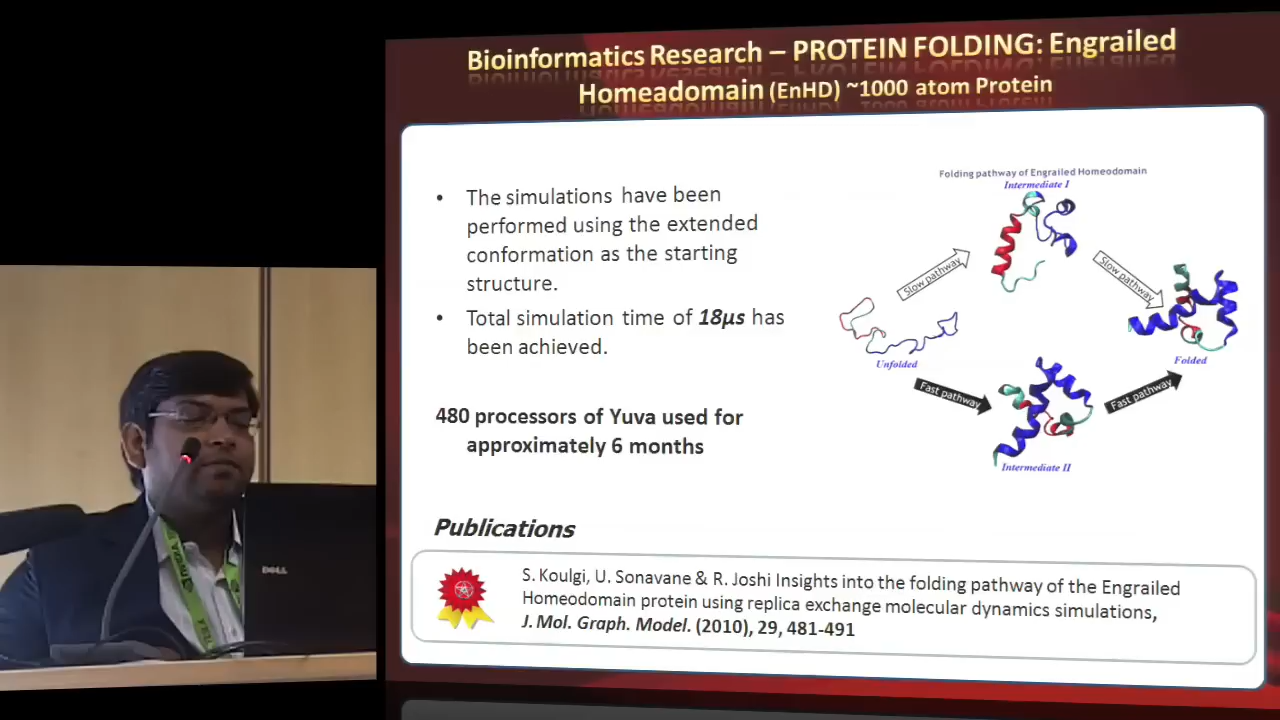 Bioinformatics Research – PROTEIN FOLDING: Engrailed
Homeadomain (EnHD) ~1000 atom Protein
• The simulations have been
performed using the extended
conformation as the starting
structure.
• Total simulation time of 18µs has
been achieved.
480 processors of Yuva used for
approximately 6 months
Folding pathway of Engrailed Homeodomain
Intermediate I
Slow pathway
Slow pathway
Unfolded
Folded
Fast pathway
Fast pathway
Intermediate II
Publications
S. Koulgi, U. Sonavane & R. Joshi Insights into the folding pathway of the Engrailed
Homeodomain protein using replica exchange molecular dynamics simulations,
J. Mol. Graph. Model. (2010), 29, 481-491
DELL